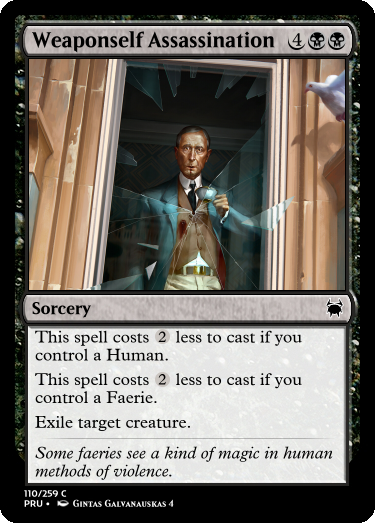 Weaponself Assassination 4
Sorcery
This spell costs 2 less to cast if you
control a Human.
This spell costs 2 less to cast if you
control a Faerie.
Exile target creature.
Some faeries see a kind of magic in human
methods of violence.
110/259 C
PRU • Gintas Galvanauskas 4